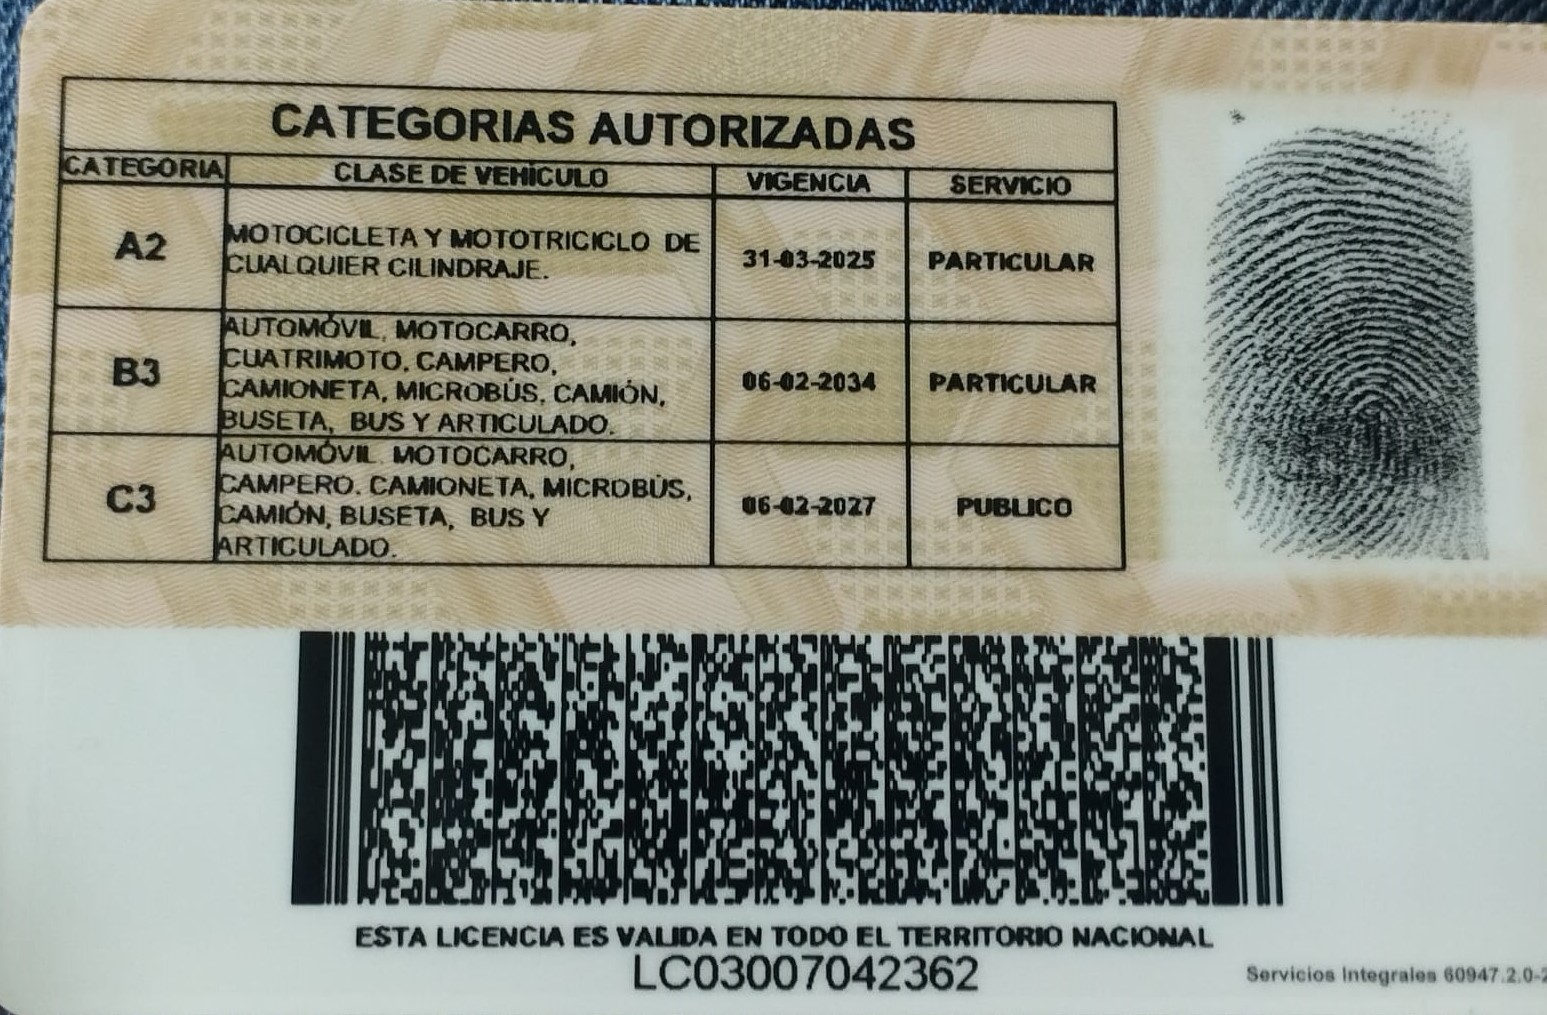 CATEGORIAS AUTORIZADAS
CATEGORIA CLASE DE VEHÍCULO VIGENCIA SERVICIO
A2 MOTOCICLETA Y MOTOTRICICLO DE CUALQUIER CILINDRAJE. 31-03-2025 PARTICULAR
B3 AUTOMÓVIL, MOTOCARRO, CUATRIMOTO, CAMPERO, CAMIONETA, MICROBÚS, CAMIÓN, BUSETA, BUS Y ARTICULADO. 06-02-2034 PARTICULAR
C3 AUTOMÓVIL. MOTOCARRO, CAMPERO. CAMIONETA, MICROBÚS, CAMIÓN, BUSETA, BUS Y ARTICULADO. 06-02-2027 PUBLICO
ESTA LICENCIA ES VALIDA EN TODO EL TERRITORIO NACIONAL
LC03007042362
Servicios Integrales 60947.2.0-2